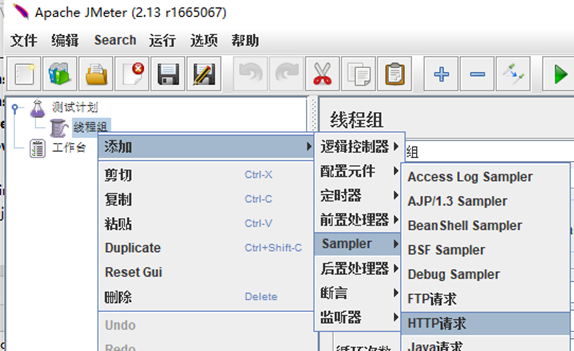 Apache JMeter (2.13 r1665067)
文件 编辑 Search 运行 选项 帮助
测试计划
线程组
工作台
线程组
添加
剪切 Ctrl-X
复制 Ctrl-C
粘贴 Ctrl-V
Duplicate Ctrl+Shift-C
Reset Gui
删除 Delete
Undo
Redo
逻辑控制器
配置元件
定时器
前置处理器
Sampler
后置处理器
断言
监听器
组
Access Log Sampler
AJP/1.3 Sampler
BeanShell Sampler
BSF Sampler
Debug Sampler
FTP请求
HTTP请求
Java请求
循环次数